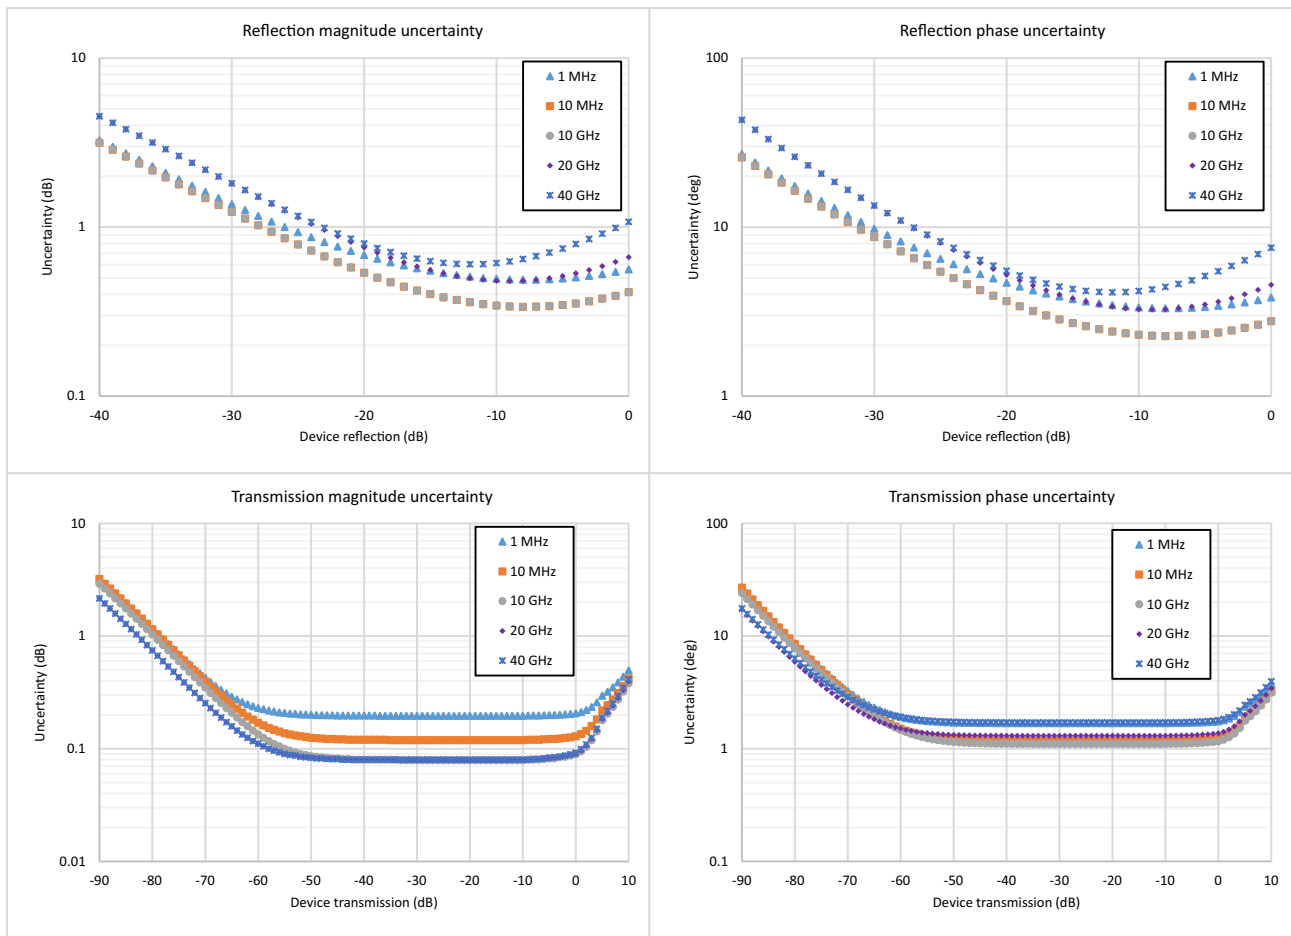 Reflection magnitude uncertainty
10
1
0.1
Uncertainty (dB)
-40
-30
-20
-10
0
Device reflection (dB)
1 MHz
10 MHz
10 GHz
20 GHz
40 GHz
Reflection phase uncertainty
100
10
1
Uncertainty (deg)
-40
-30
-20
-10
0
Device reflection (dB)
1 MHz
10 MHz
10 GHz
20 GHz
40 GHz
Transmission magnitude uncertainty
10
1
0.1
0.01
Uncertainty (dB)
-90
-80
-70
-60
-50
-40
-30
-20
-10
0
10
Device transmission (dB)
1 MHz
10 MHz
10 GHz
20 GHz
40 GHz
Transmission phase uncertainty
100
10
1
0.1
Uncertainty (deg)
-90
-80
-70
-60
-50
-40
-30
-20
-10
0
10
Device transmission (dB)
1 MHz
10 MHz
10 GHz
20 GHz
40 GHz